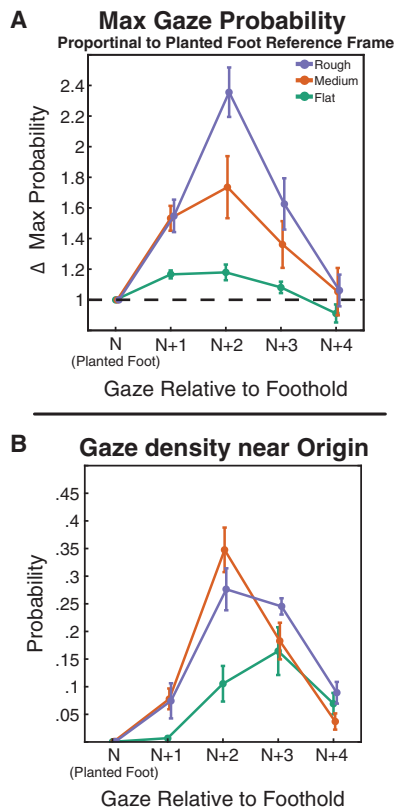 A
Max Gaze Probability
Proportinal to Planted Foot Reference Frame
Rough
Medium
Flat
Δ Max Probability
2.4
2.2
2
1.8
1.6
1.4
1.2
1
N
(Planted Foot)
N+1
N+2
N+3
N+4
Gaze Relative to Foothold
B
Gaze density near Origin
Probability
.45
.4
.35
.3
.25
.2
.15
.1
.05
N
(Planted Foot)
N+1
N+2
N+3
N+4
Gaze Relative to Foothold